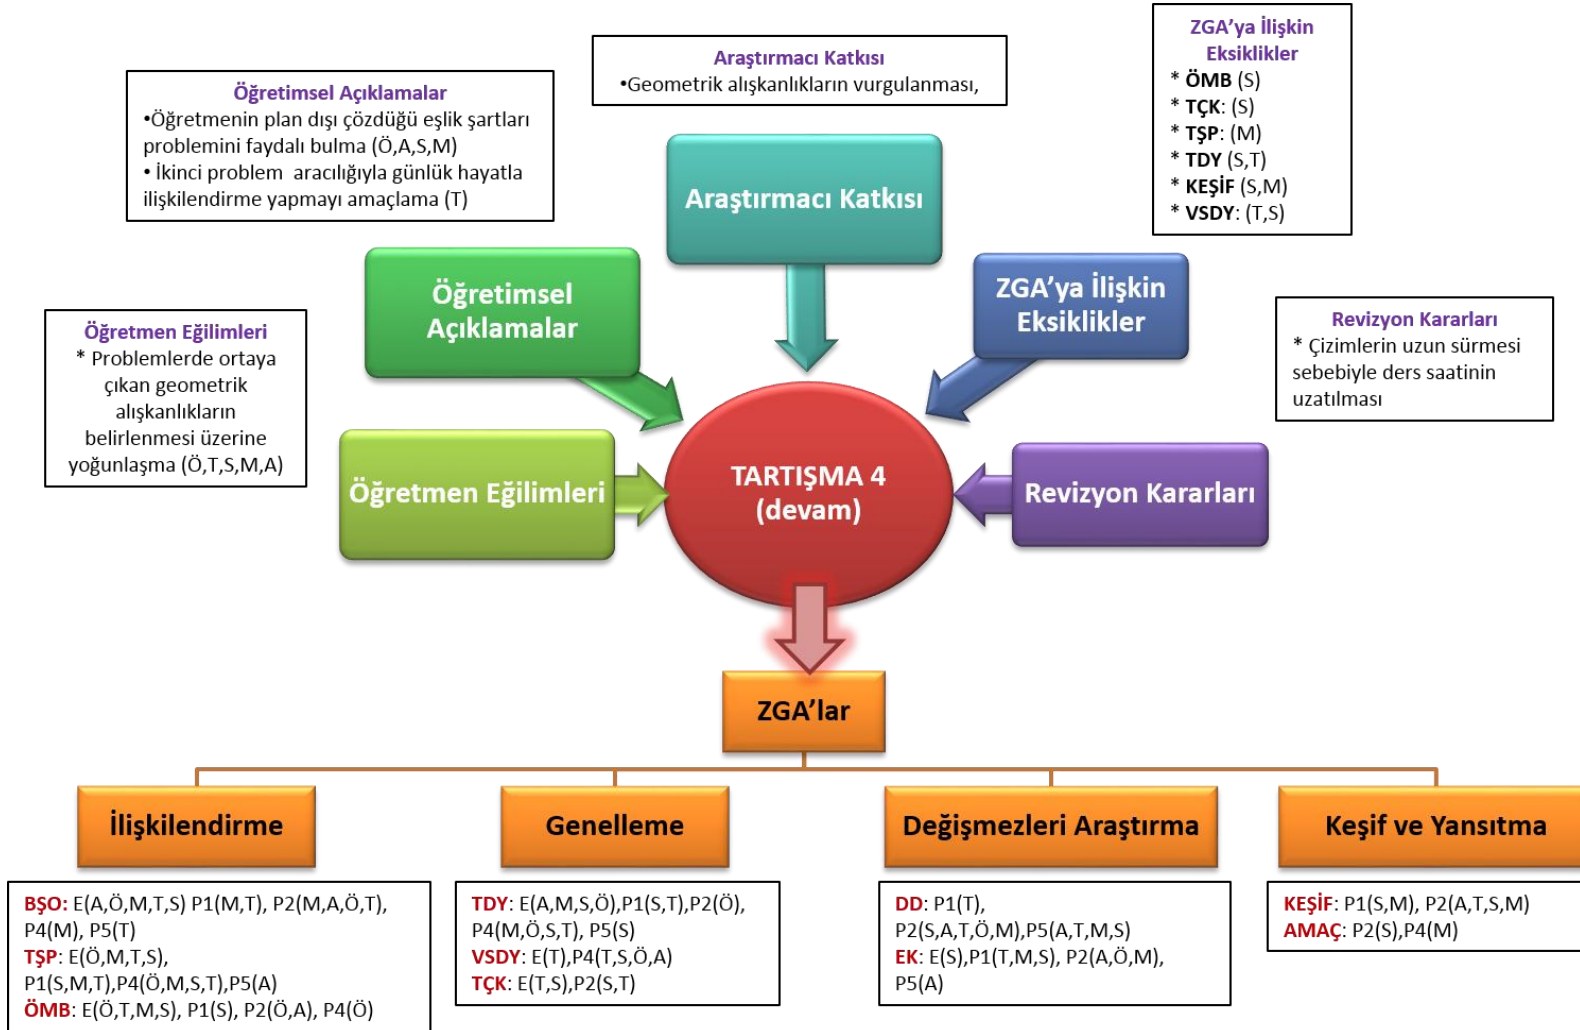 Araştırmacı Katkısı
•Geometrik alışkanlıkların vurgulanması,
ZGA’ya İlişkin
Eksiklikler
* ÖMB (S)
* TÇK: (S)
* TŞP: (M)
* TDY (S,T)
* KEŞİF (S,M)
* VSDY: (T,S)
Öğretimsel Açıklamalar
•Öğretmenin plan dışı çözdüğü eşlik şartları
problemini faydalı bulma (Ö,A,S,M)
• İkinci problem aracılığıyla günlük hayatla
ilişkilendirme yapmayı amaçlama (T)
Araştırmacı Katkısı
Öğretimsel
Açıklamalar
ZGA’ya İlişkin
Eksiklikler
Öğretmen Eğilimleri
* Problemlerde ortaya
çıkan geometrik
alışkanlıkların
belirlenmesi üzerine
yoğunlaşma (Ö,T,S,M,A)
Revizyon Kararları
* Çizimlerin uzun sürmesi
sebebiyle ders saatinin
uzatılması
Öğretmen Eğilimleri
TARTIŞMA 4
(devam)
Revizyon Kararları
ZGA’lar
İlişkilendirme
Genelleme
Değişmezleri Araştırma
Keşif ve Yansıtma
BŞO: E(A,Ö,M,T,S) P1(M,T), P2(M,A,Ö,T),
P4(M), P5(T)
TŞP: E(Ö,M,T,S),
P1(S,M,T),P4(Ö,M,S,T),P5(A)
ÖMB: E(Ö,T,M,S), P1(S), P2(Ö,A), P4(Ö)
TDY: E(A,M,S,Ö),P1(S,T),P2(Ö),
P4(M,Ö,S,T), P5(S)
VSDY: E(T),P4(T,S,Ö,A)
TÇK: E(T,S),P2(S,T)
DD: P1(T),
P2(S,A,T,Ö,M),P5(A,T,M,S)
EK: E(S),P1(T,M,S), P2(A,Ö,M),
P5(A)
KEŞİF: P1(S,M), P2(A,T,S,M)
AMAÇ: P2(S),P4(M)